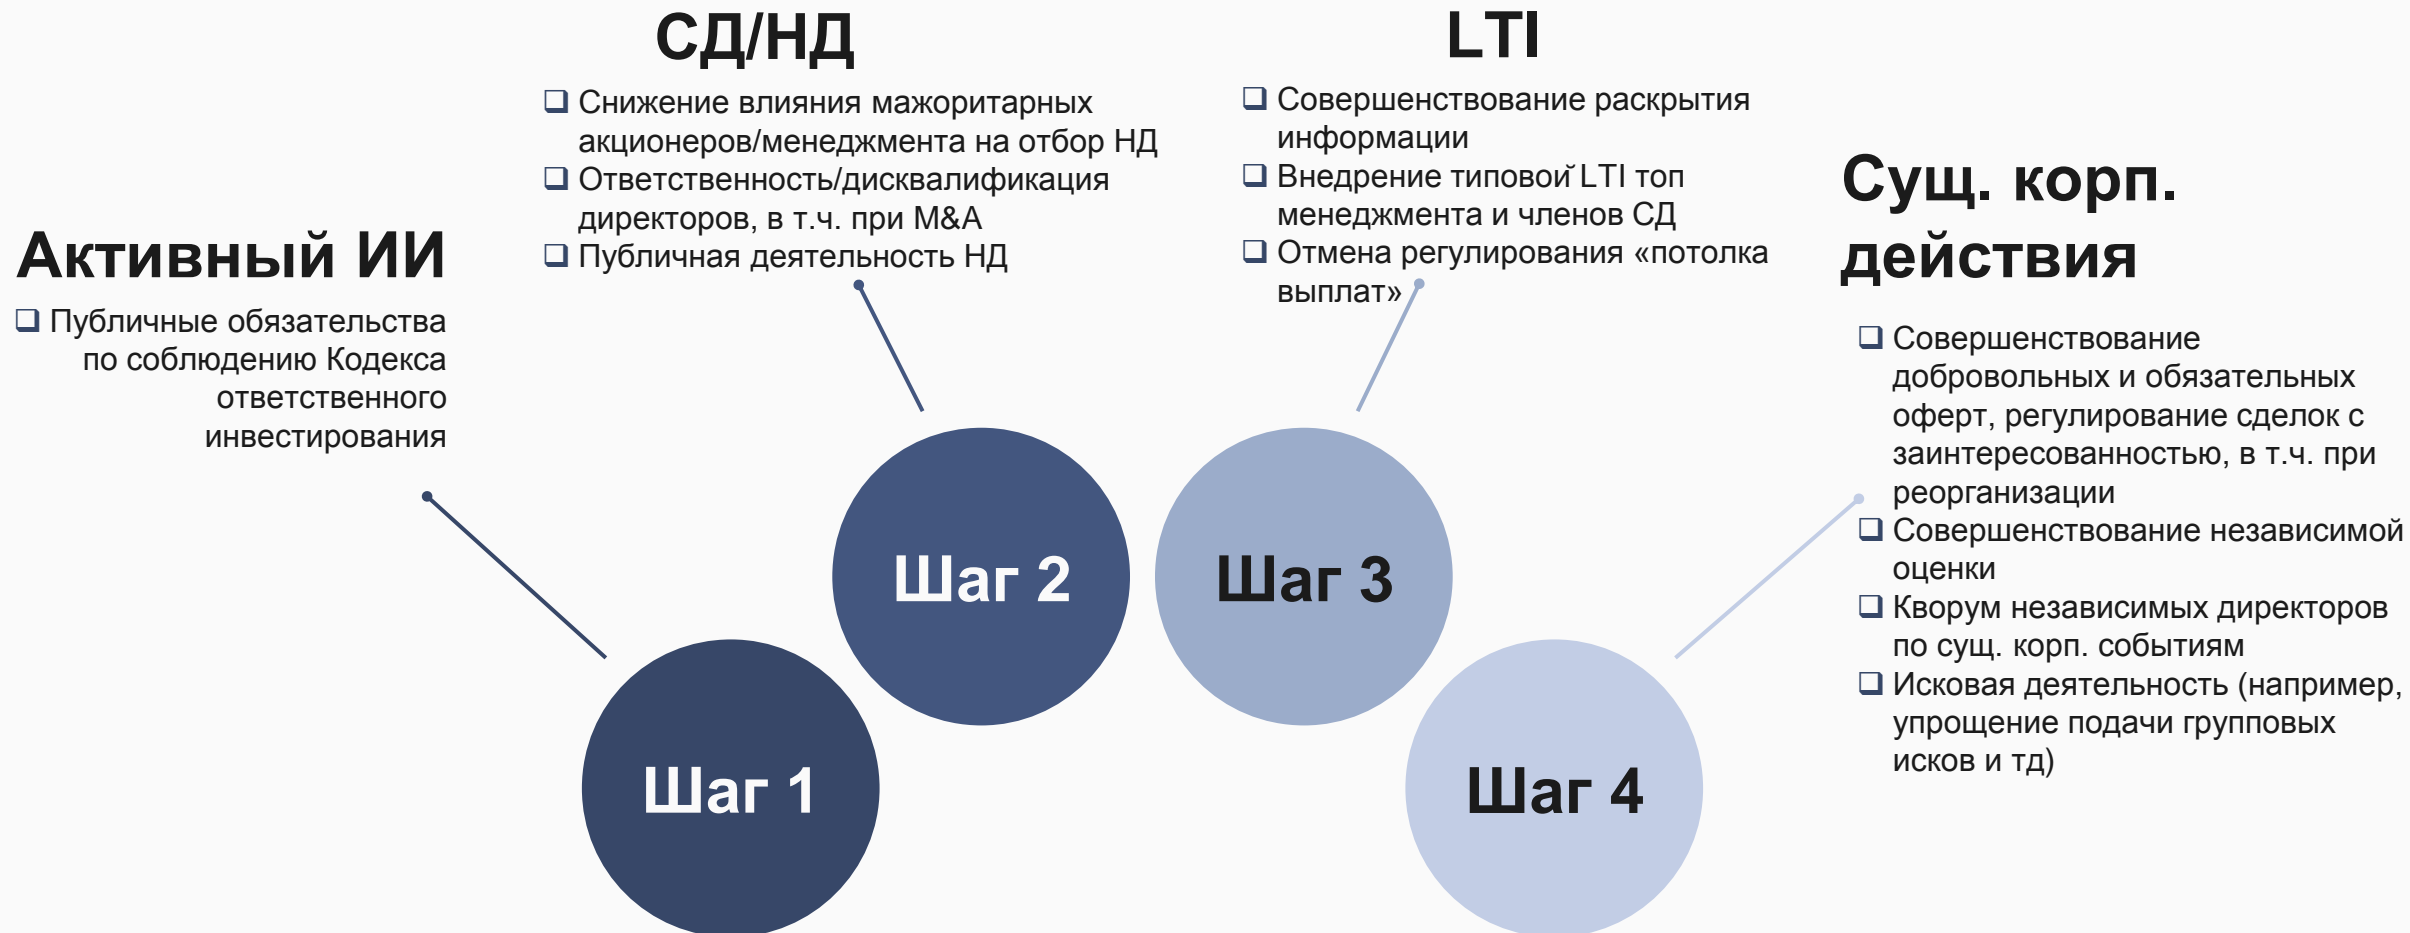 Активный ИИ
❑ Публичные обязательства
по соблюдению Кодекса
ответственного
инвестирования
СД/НД
❑ Снижение влияния мажоритарных
акционеров/менеджмента на отбор НД
❑ Ответственность/дисквалификация
директоров, в т.ч. при M&A
❑ Публичная деятельность НД
LTI
❑ Совершенствование раскрытия
информации
❑ Внедрение типовой LTI топ
менеджмента и членов СД
❑ Отмена регулирования «потолка
выплат»
Сущ. корп.
действия
❑ Совершенствование
добровольных и обязательных
оферт, регулирование сделок с
заинтересованностью, в т.ч. при
реорганизации
❑ Совершенствование независимой
оценки
❑ Кворум независимых директоров
по сущ. корп. событиям
❑ Исковая деятельность (например,
упрощение подачи групповых
исков и тд)
Шаг 1
Шаг 2
Шаг 3
Шаг 4